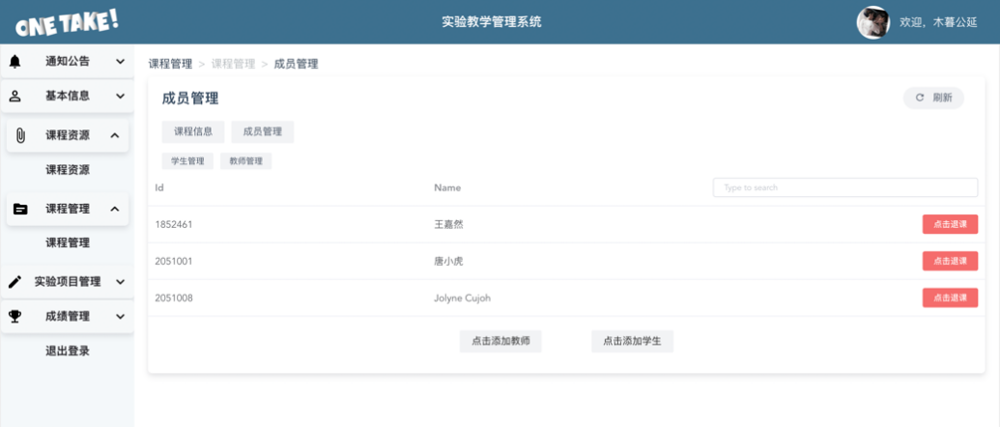 ONE TAKE!
实验教学管理系统
欢迎，木暮公延
通知公告
基本信息
课程资源
课程资源
课程管理
课程管理
实验项目管理
成绩管理
退出登录
课程管理 > 课程管理 > 成员管理
成员管理
刷新
课程信息 成员管理
学生管理 教师管理
Id Name Type to search
1852461 王嘉然 点击退课
2051001 唐小虎 点击退课
2051008 Jolyne Cujoh 点击退课
点击添加教师 点击添加学生